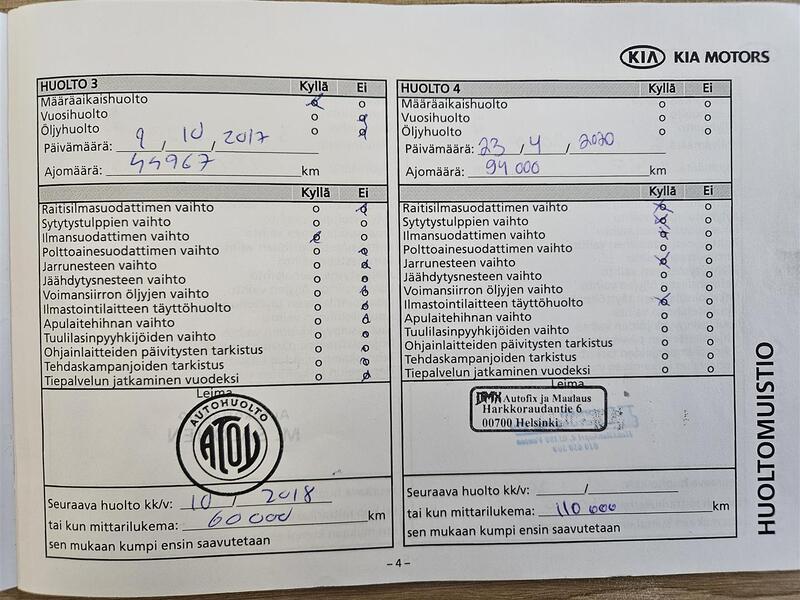 KIA KIA MOTORS
HUOLTO 3 Kyllä Ei
Määräaikaishuolto o o
Vuosihuolto o o
Öljyhuolto o o
Päivämäärä: 9 / 10 / 2017
Ajomäärä: 44967 km
Kyllä Ei
Raitisilmasuodattimen vaihto o o
Sytytystulppien vaihto o o
Ilmansuodattimen vaihto o o
Polttoainesuodattimen vaihto o o
Jarrunesteen vaihto o o
Jäähdytysnesteen vaihto o o
Voimansiirron öljyjen vaihto o o
Ilmastointilaitteen täyttöhuolto o o
Apulaitehihnan vaihto o o
Tuulilasinpyyhkijöiden vaihto o o
Ohjainlaitteiden päivitysten tarkistus o o
Tehdaskampanjoiden tarkistus o o
Tiepalvelun jatkaminen vuodeksi o o
Leima
AUTOHUOLTO
ATOY
Seuraava huolto kk/v: 10 / 2018
tai kun mittarilukema: 60000 km
sen mukaan kumpi ensin saavutetaan
HUOLTO 4 Kyllä Ei
Määräaikaishuolto o o
Vuosihuolto o o
Öljyhuolto o o
Päivämäärä: 23 / 4 / 2020
Ajomäärä: 94 000 km
Kyllä Ei
Raitisilmasuodattimen vaihto o o
Sytytystulppien vaihto o o
Ilmansuodattimen vaihto o o
Polttoainesuodattimen vaihto o o
Jarrunesteen vaihto o o
Jäähdytysnesteen vaihto o o
Voimansiirron öljyjen vaihto o o
Ilmastointilaitteen täyttöhuolto o o
Apulaitehihnan vaihto o o
Tuulilasinpyyhkijöiden vaihto o o
Ohjainlaitteiden päivitysten tarkistus o o
Tehdaskampanjoiden tarkistus o o
Tiepalvelun jatkaminen vuodeksi o o
Leima
DMX Autofix ja Maalaus
Harkkoraudantie 6
00700 Helsinki
Seuraava huolto kk/v: /
tai kun mittarilukema: 110 000 km
sen mukaan kumpi ensin saavutetaan
HUOLTOMUISTIO
– 4 –